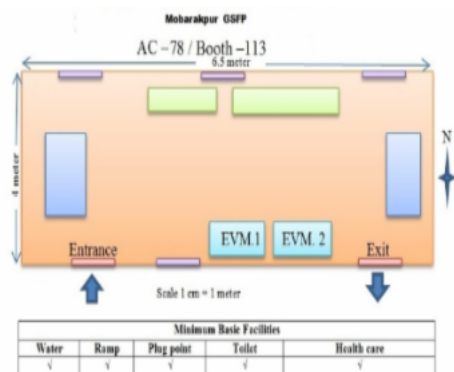 Mobarakpur GSFP
AC –78 / Booth –113
6.5 meter
4 meter
N
EVM.1 EVM. 2
Entrance Exit
Scale 1 cm = 1 meter
Minimum Basic Facilities
Water Ramp Plug point Toilet Health care
√ √ √ √ √